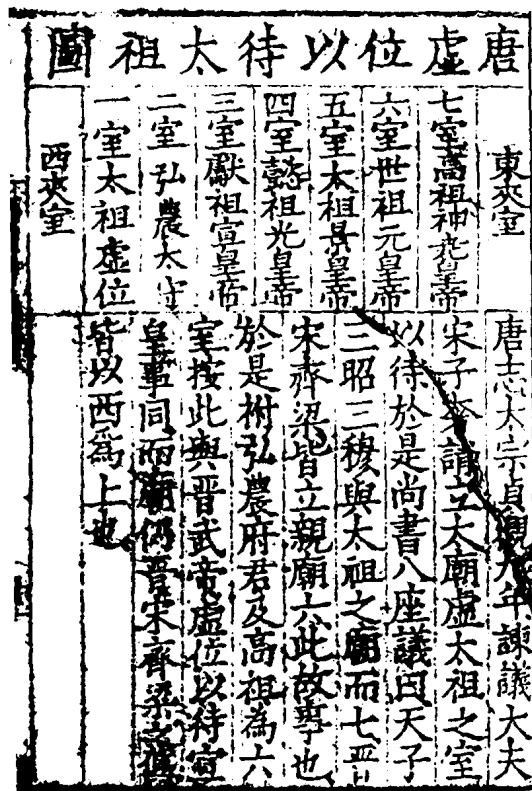 唐虛位以待太祖圖
東夾室
七室高祖神堯皇帝
六室世祖元皇帝
五室太祖景皇帝
四室懿祖光皇帝
三室獻祖宣皇帝
二室弘農太守
一室太祖虛位
西夾室
唐志太宗貞觀九年諫議大夫
宋子奢請立太廟虛太祖之室
以待於是尚書八座議曰天子
三昭三穆與太祖之廟而七晋
宋齊梁皆立親廟六此故事也
於是祔弘農府君及高祖為六
室按此與晋武帝虛位以待宣
皇事同而廟仍晋宋齊梁之舊
皆以西爲上也